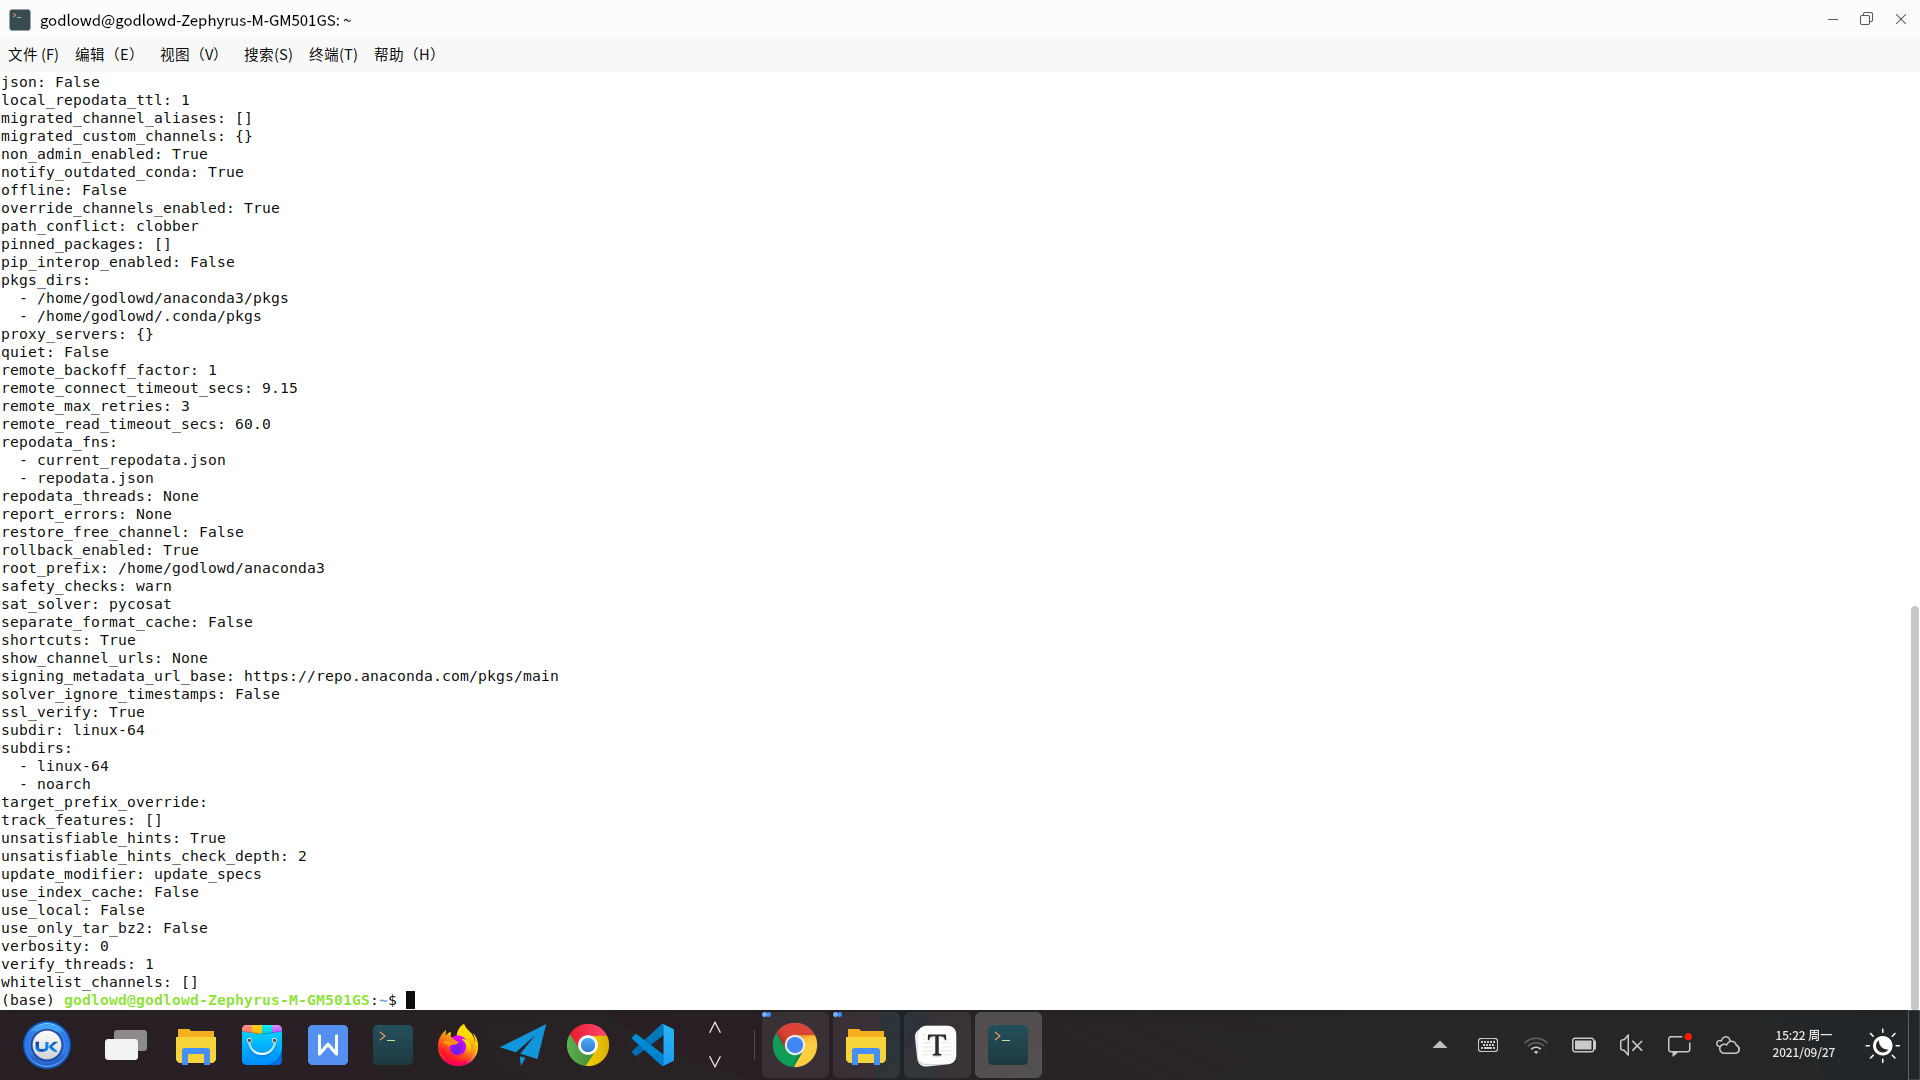 godlowd@godlowd-Zephyrus-M-GM501GS: ~
文件 (F) 编辑（E） 视图（V） 搜索(S) 终端(T) 帮助（H）
json: False
local_repodata_ttl: 1
migrated_channel_aliases: []
migrated_custom_channels: {}
non_admin_enabled: True
notify_outdated_conda: True
offline: False
override_channels_enabled: True
path_conflict: clobber
pinned_packages: []
pip_interop_enabled: False
pkgs_dirs:
  - /home/godlowd/anaconda3/pkgs
  - /home/godlowd/.conda/pkgs
proxy_servers: {}
quiet: False
remote_backoff_factor: 1
remote_connect_timeout_secs: 9.15
remote_max_retries: 3
remote_read_timeout_secs: 60.0
repodata_fns:
  - current_repodata.json
  - repodata.json
repodata_threads: None
report_errors: None
restore_free_channel: False
rollback_enabled: True
root_prefix: /home/godlowd/anaconda3
safety_checks: warn
sat_solver: pycosat
separate_format_cache: False
shortcuts: True
show_channel_urls: None
signing_metadata_url_base: https://repo.anaconda.com/pkgs/main
solver_ignore_timestamps: False
ssl_verify: True
subdir: linux-64
subdirs:
  - linux-64
  - noarch
target_prefix_override:
track_features: []
unsatisfiable_hints: True
unsatisfiable_hints_check_depth: 2
update_modifier: update_specs
use_index_cache: False
use_local: False
use_only_tar_bz2: False
verbosity: 0
verify_threads: 1
whitelist_channels: []
(base) godlowd@godlowd-Zephyrus-M-GM501GS:~$
UK
W
>_
T
>_
15:22 周一
2021/09/27